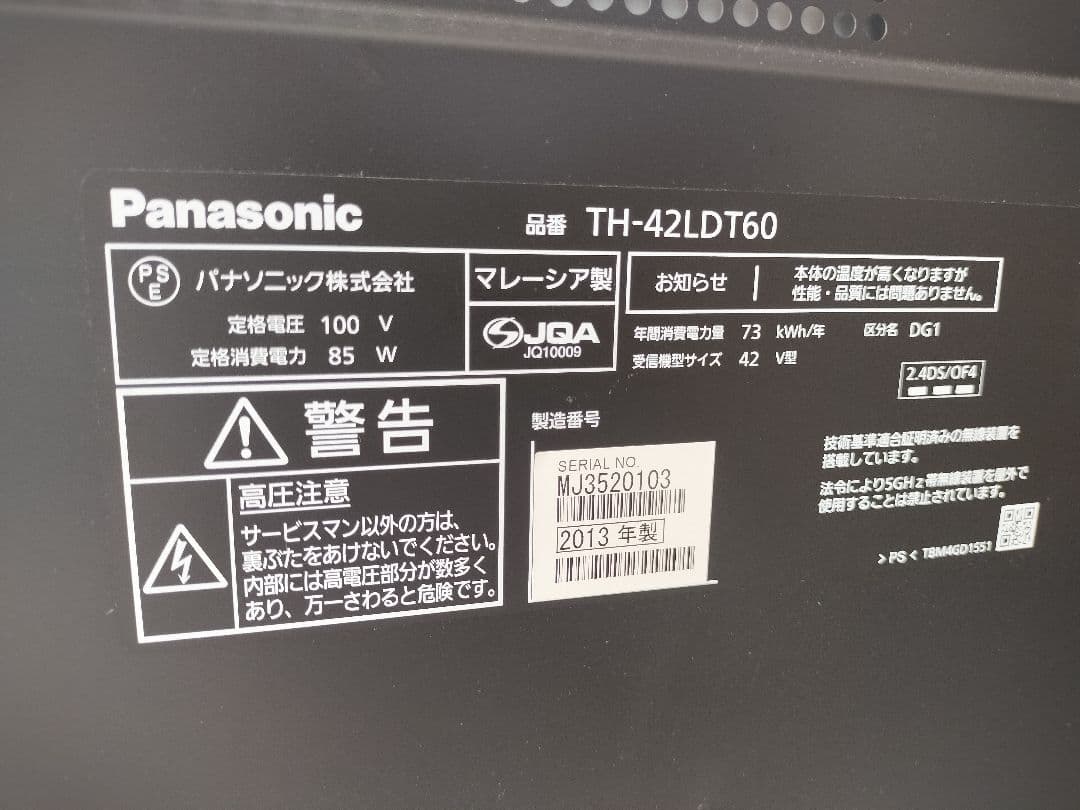 Panasonic
品番 TH-42LDT60
PSE パナソニック株式会社
定格電圧 100 V
定格消費電力 85 W
マレーシア製
JQA
JQ10009
お知らせ
本体の温度が高くなりますが
性能・品質には問題ありません。
年間消費電力量 73 kWh/年 区分名 DG1
受信機型サイズ 42 V型
2.4DS/OF4
警告
高圧注意
サービスマン以外の方は、
裏ぶたをあけないでください。
内部には高電圧部分が数多く
あり、万一さわると危険です。
製造番号
SERIAL NO.
MJ3520103
2013 年製
技術基準適合証明済みの無線装置を
搭載しています。
法令により5GHz帯無線装置を屋外で
使用することは禁止されています。
>PS< TBM4GD1551